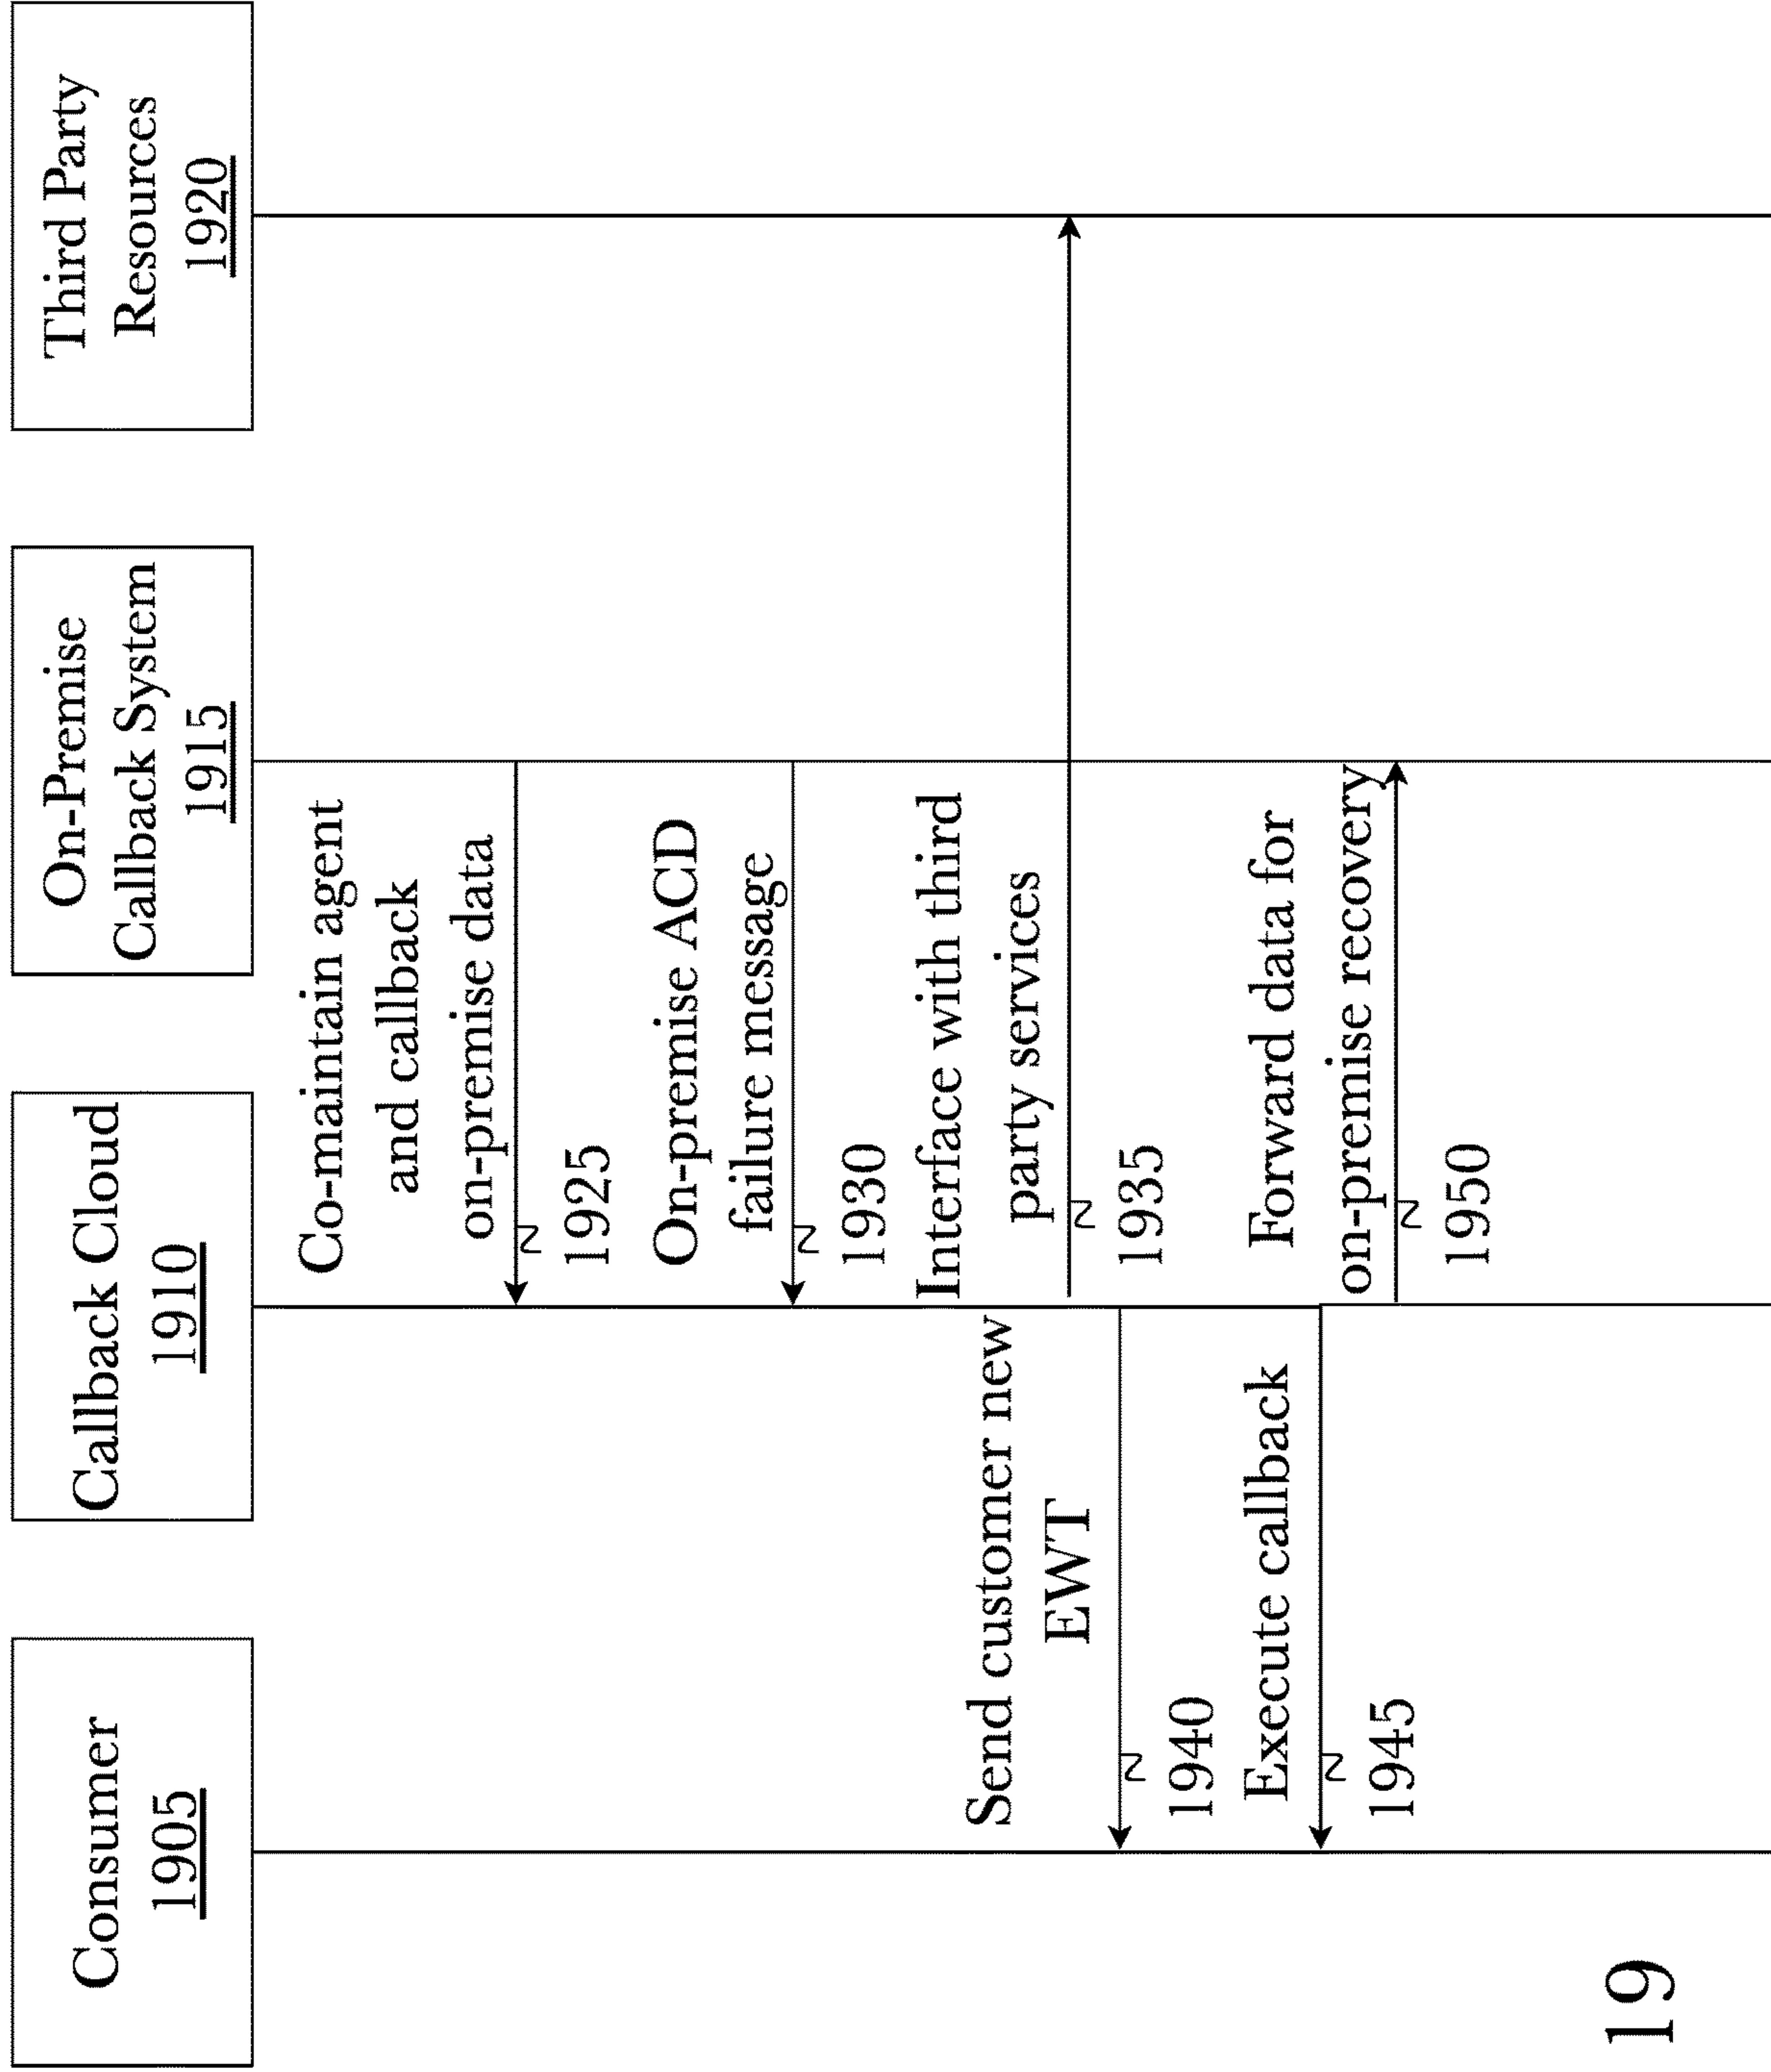 Consumer
1905
Callback Cloud
1910
On-Premise
Callback System
1915
Third Party
Resources
1920
Co-maintain agent
and callback
on-premise data
1925
On-premise ACD
failure message
1930
Interface with third
party services
1935
Send customer new
EWT
1940
Execute callback
1945
Forward data for
on-premise recovery
1950
19